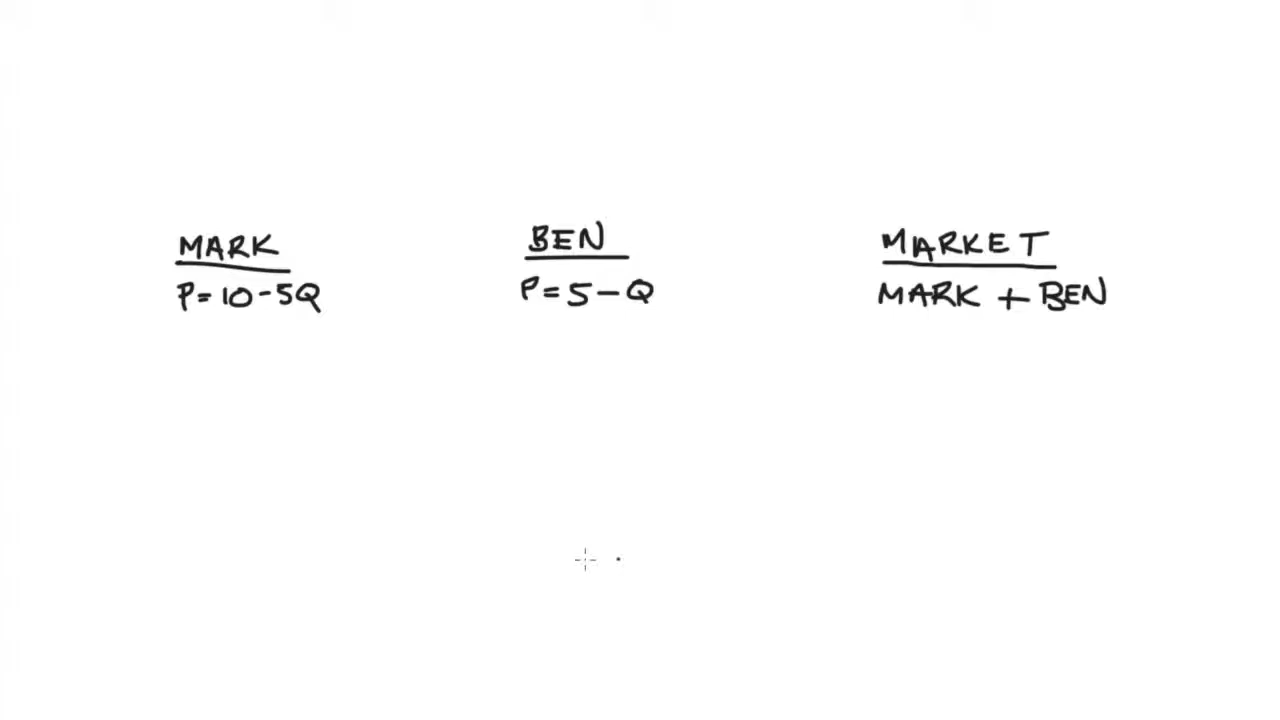 MARK
P=10-5Q
BEN
P=5-Q
MARKET
MARK + BEN